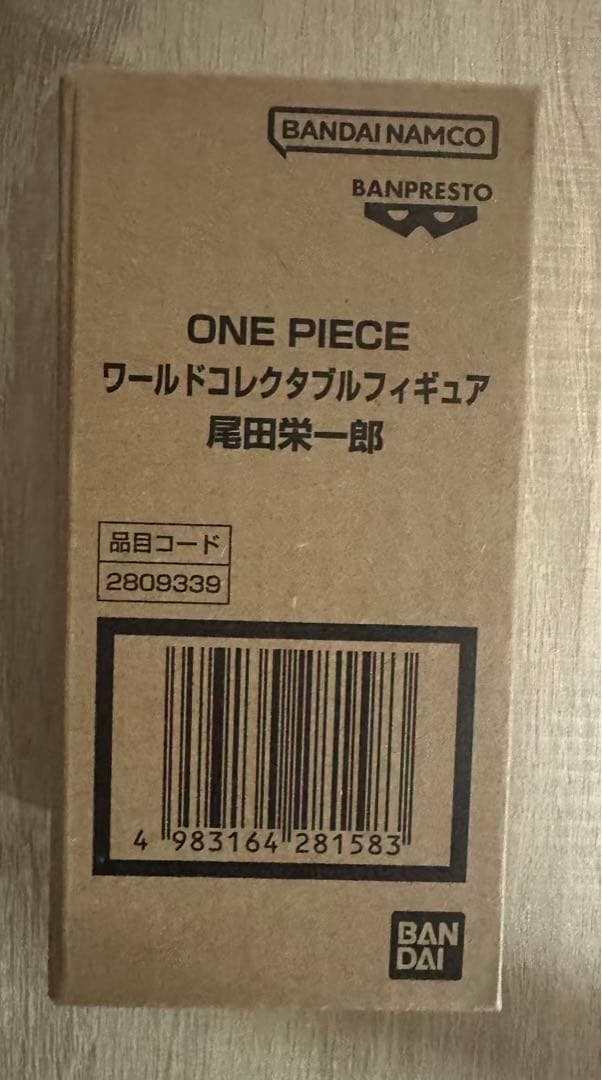 BANDAI NAMCO
BANPRESTO
ONE PIECE
ワールドコレクタブルフィギュア
尾田栄一郎
品目コード
2809339
4 983164 281583
BAN
DAI